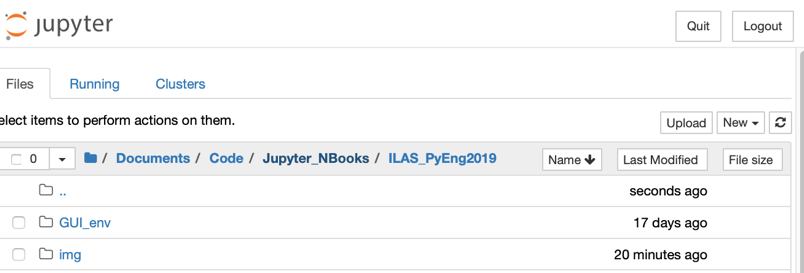 jupyter Quit Logout
Files Running Clusters
elect items to perform actions on them. Upload New
0 / Documents / Code / Jupyter_NBooks / ILAS_PyEng2019 Name Last Modified File size
.. seconds ago
GUI_env 17 days ago
img 20 minutes ago